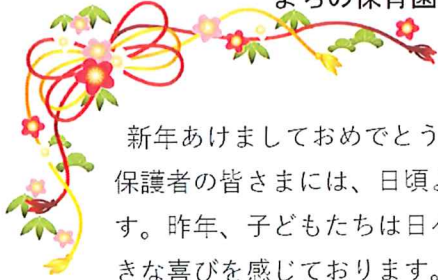 まちの保育園
新年あけましておめでとう
保護者の皆さまには、日頃
す。昨年、子どもたちは日々
きな喜びを感じております。